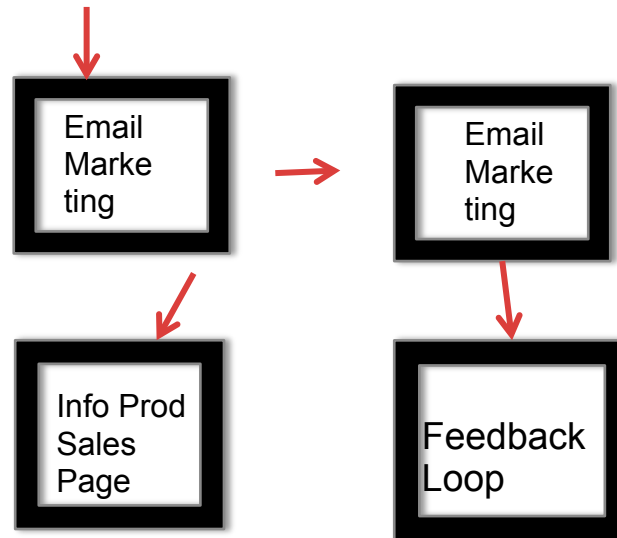 Email
Marke
ting
Email
Marke
ting
Info Prod
Sales
Page
Feedback
Loop